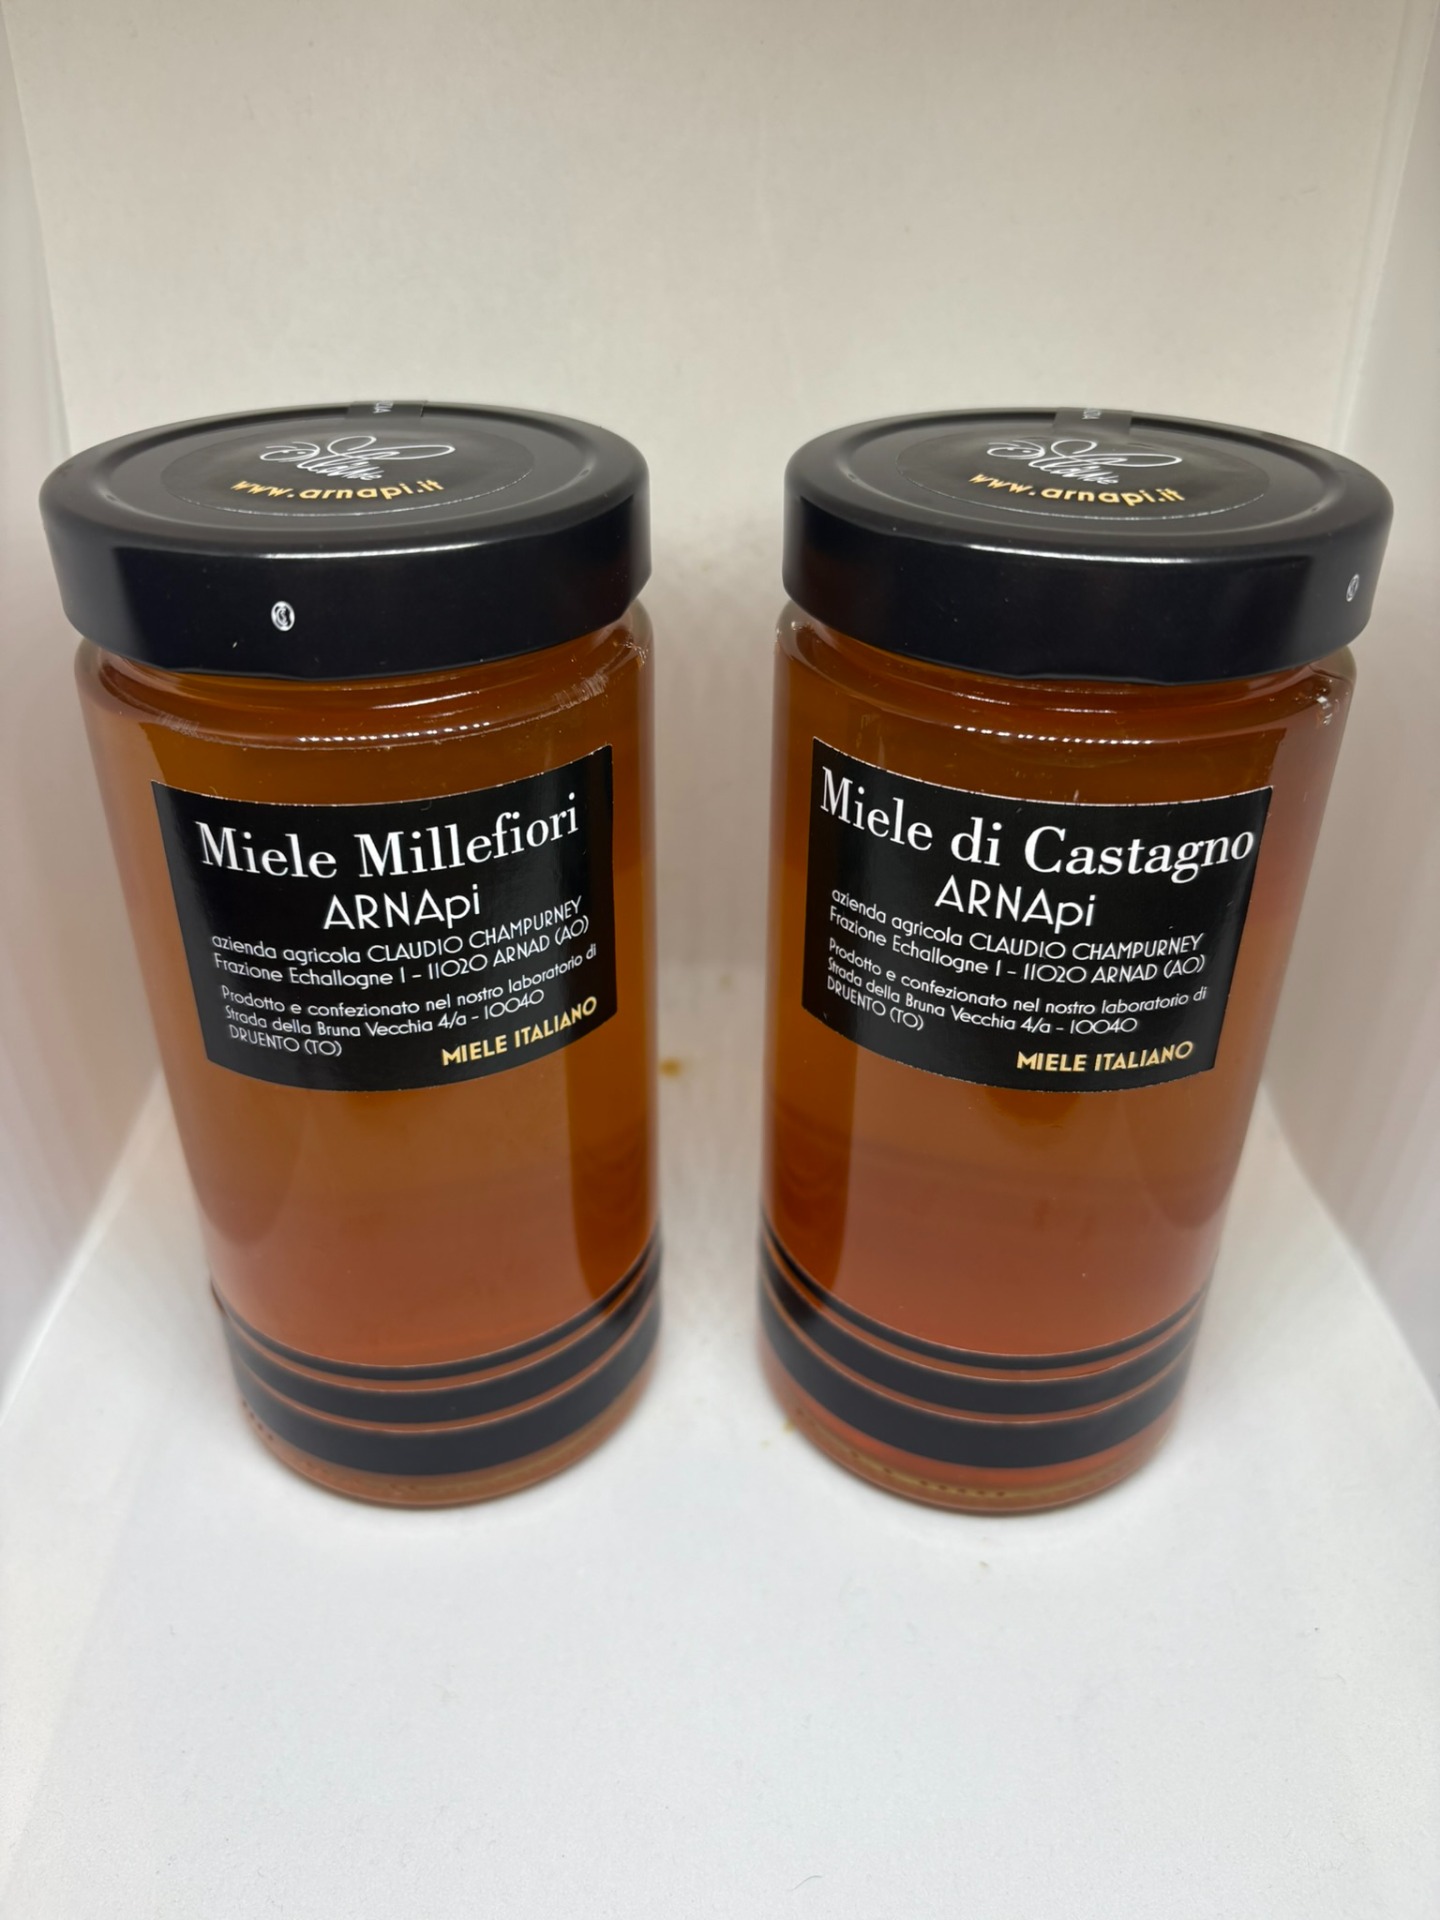 www.arnapi.it
Miele Millefiori
ARNApi
azienda agricola CLAUDIO CHAMPURNEY
Frazione Echallogne 1 - 11020 ARNAD (AO)
Prodotto e confezionato nel nostro laboratorio di
Strada della Bruna Vecchia 4/a - 10040
DRUENTO (TO)
MIELE ITALIANO
www.arnapi.it
Miele di Castagno
ARNApi
azienda agricola CLAUDIO CHAMPURNEY
Frazione Echallogne 1 - 11020 ARNAD (AO)
Prodotto e confezionato nel nostro laboratorio di
Strada della Bruna Vecchia 4/a - 10040
DRUENTO (TO)
MIELE ITALIANO